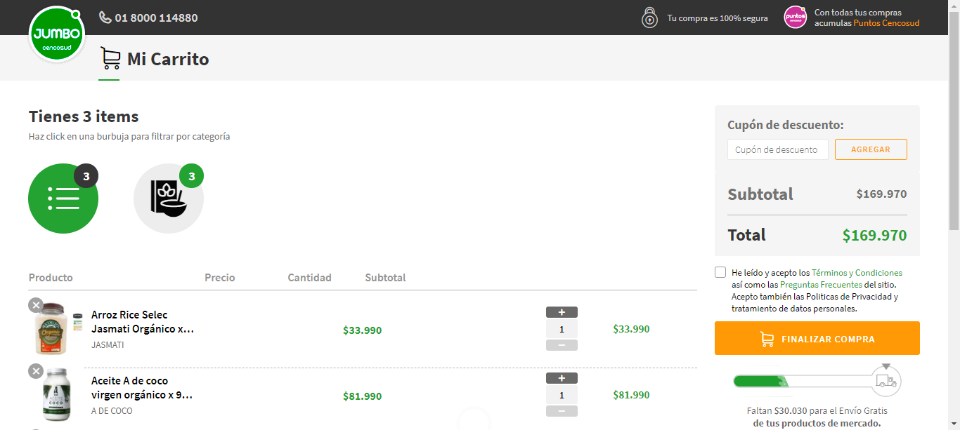 JUMBO
cencosud
01 8000 114880
Tu compra es 100% segura
puntos
cencosud
Con todas tus compras
acumulas Puntos Cencosud
Mi Carrito
Tienes 3 items
Haz click en una burbuja para filtrar por categoría
3
3
Cupón de descuento:
Cupón de descuento
AGREGAR
Subtotal $169.970
Total $169.970
He leído y acepto los Términos y Condiciones
así como las Preguntas Frecuentes del sitio.
Acepto también las Políticas de Privacidad y
tratamiento de datos personales.
FINALIZAR COMPRA
Faltan $30.030 para el Envío Gratis
de tus productos de mercado.
Producto Precio Cantidad Subtotal
Arroz Rice Selec
Jasmati Orgánico x...
JASMATI
$33.990
+
1
−
$33.990
Aceite A de coco
virgen orgánico x 9...
A DE COCO
$81.990
+
1
−
$81.990